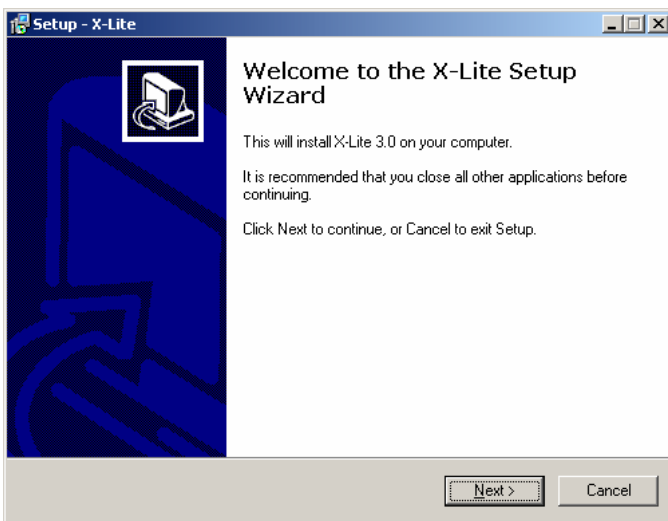 Setup - X-Lite
Welcome to the X-Lite Setup
Wizard
This will install X-Lite 3.0 on your computer.
It is recommended that you close all other applications before
continuing.
Click Next to continue, or Cancel to exit Setup.
Next >
Cancel